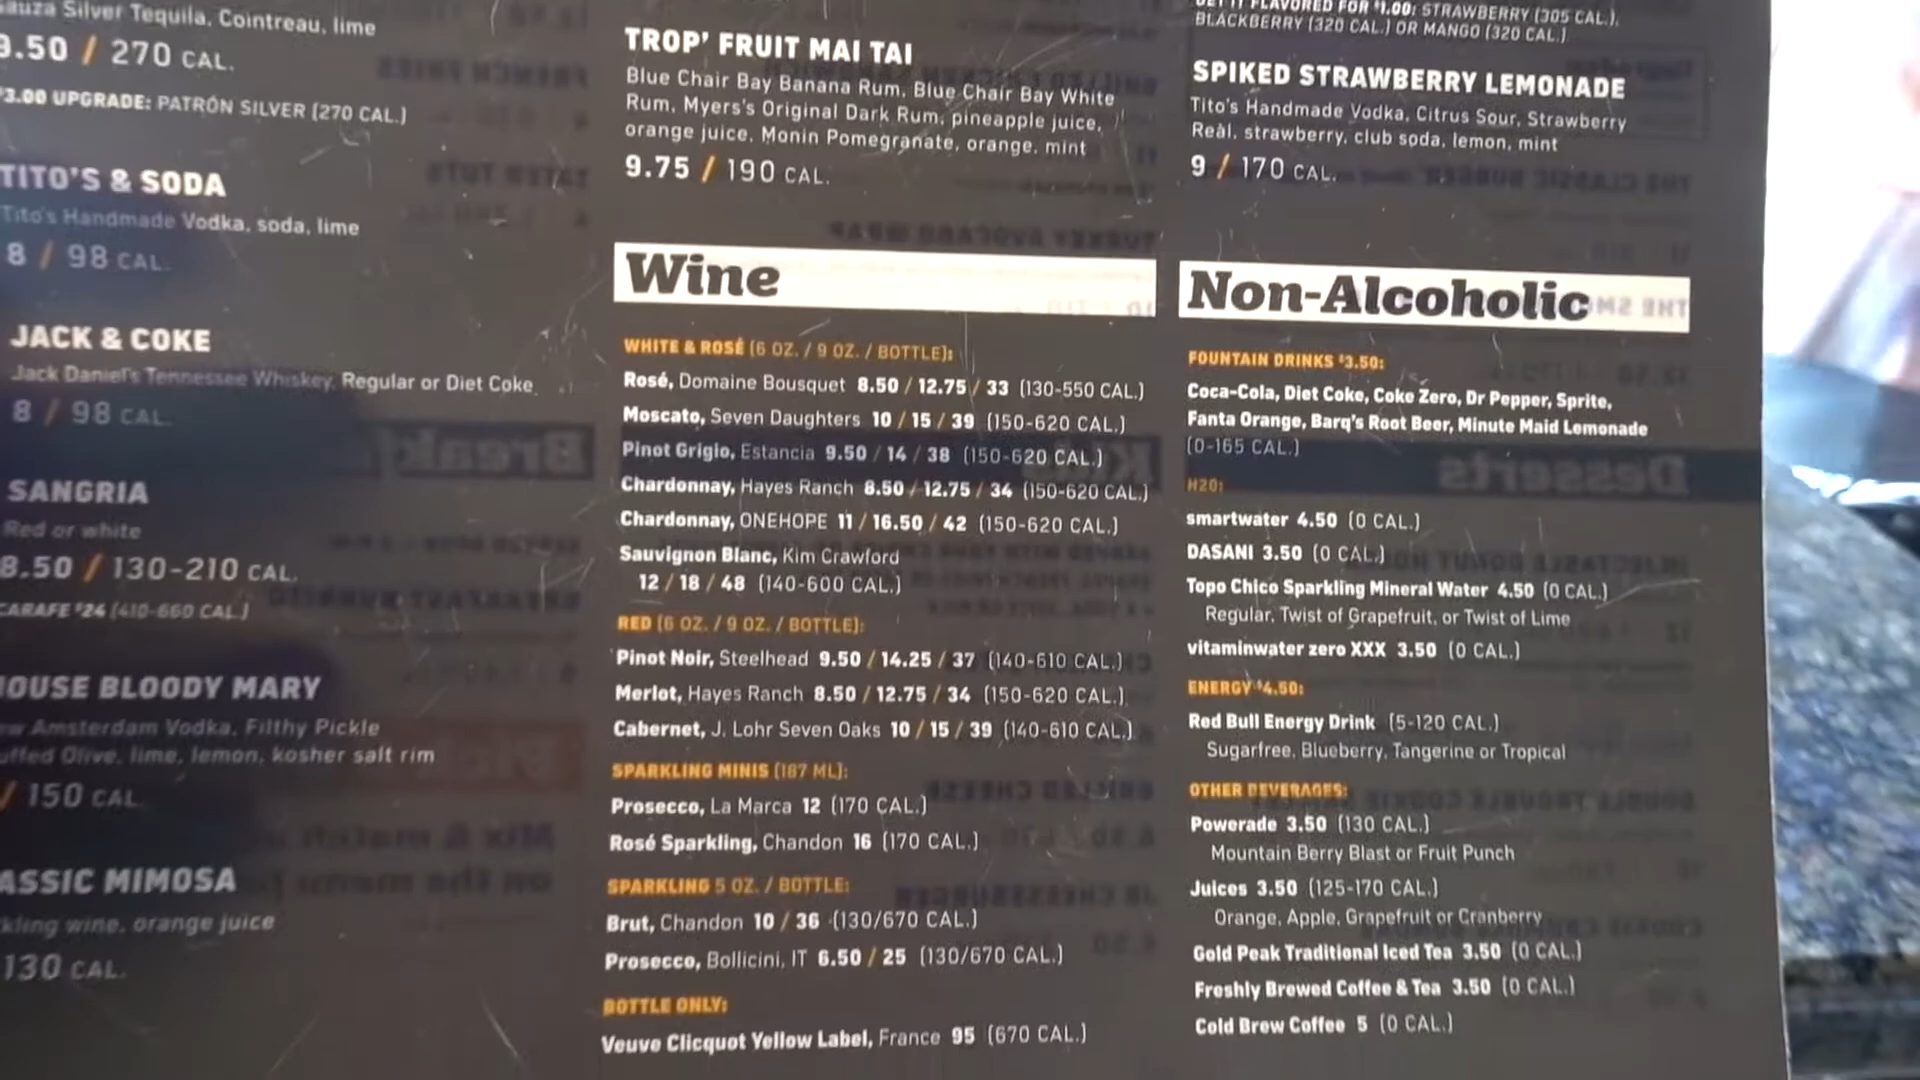 Silver Tequila, Cointreau, lime
9.50 / 270 CAL.
$3.00 UPGRADE: PATRÓN SILVER (270 CAL.)
TITO'S & SODA
Tito's Handmade Vodka, soda, lime
8 / 98 CAL.
JACK & COKE
Jack Daniel's Tennessee Whiskey, Regular or Diet Coke
8 / 98 CAL.
SANGRIA
Red or white
8.50 / 130-210 CAL.
CARAFE $24 (410-660 CAL.)
HOUSE BLOODY MARY
Amsterdam Vodka, Filthy Pickle
Olive, lime, lemon, kosher salt rim
/ 150 CAL.
ASSIC MIMOSA
kling wine, orange juice
130 CAL.
TROP' FRUIT MAI TAI
Blue Chair Bay Banana Rum, Blue Chair Bay White
Rum, Myers's Original Dark Rum, pineapple juice,
orange juice, Monin Pomegranate, orange, mint
9.75 / 190 CAL.
Wine
WHITE & ROSÉ (6 OZ. / 9 OZ. / BOTTLE):
Rosé, Domaine Bousquet 8.50 / 12.75 / 33 (130-550 CAL.)
Moscato, Seven Daughters 10 / 15 / 39 (150-620 CAL.)
Pinot Grigio, Estancia 9.50 / 14 / 38 (150-620 CAL.)
Chardonnay, Hayes Ranch 8.50 / 12.75 / 34 (150-620 CAL.)
Chardonnay, ONEHOPE 11 / 16.50 / 42 (150-620 CAL.)
Sauvignon Blanc, Kim Crawford
12 / 18 / 48 (140-600 CAL.)
RED (6 OZ. / 9 OZ. / BOTTLE):
Pinot Noir, Steelhead 9.50 / 14.25 / 37 (140-610 CAL.)
Merlot, Hayes Ranch 8.50 / 12.75 / 34 (150-620 CAL.)
Cabernet, J. Lohr Seven Oaks 10 / 15 / 39 (140-610 CAL.)
SPARKLING MINIS (187 ML):
Prosecco, La Marca 12 (170 CAL.)
Rosé Sparkling, Chandon 16 (170 CAL.)
SPARKLING 5 OZ. / BOTTLE:
Brut, Chandon 10 / 36 (130/670 CAL.)
Prosecco, Bollicini, IT 6.50 / 25 (130/670 CAL.)
BOTTLE ONLY:
Veuve Clicquot Yellow Label, France 95 (670 CAL.)
GET IT FLAVORED FOR $1.00: STRAWBERRY (305 CAL.),
BLACKBERRY (320 CAL.) OR MANGO (320 CAL.)
SPIKED STRAWBERRY LEMONADE
Tito's Handmade Vodka, Citrus Sour, Strawberry
Reàl, strawberry, club soda, lemon, mint
9 / 170 CAL.
Non-Alcoholic
FOUNTAIN DRINKS $3.50:
Coca-Cola, Diet Coke, Coke Zero, Dr Pepper, Sprite,
Fanta Orange, Barq's Root Beer, Minute Maid Lemonade
(0-165 CAL.)
H20:
smartwater 4.50 (0 CAL.)
DASANI 3.50 (0 CAL.)
Topo Chico Sparkling Mineral Water 4.50 (0 CAL.)
Regular, Twist of Grapefruit, or Twist of Lime
vitaminwater zero XXX 3.50 (0 CAL.)
ENERGY $4.50:
Red Bull Energy Drink (5-120 CAL.)
Sugarfree, Blueberry, Tangerine or Tropical
OTHER BEVERAGES:
Powerade 3.50 (130 CAL.)
Mountain Berry Blast or Fruit Punch
Juices 3.50 (125-170 CAL.)
Orange, Apple, Grapefruit or Cranberry
Gold Peak Traditional Iced Tea 3.50 (0 CAL.)
Freshly Brewed Coffee & Tea 3.50 (0 CAL.)
Cold Brew Coffee 5 (0 CAL.)